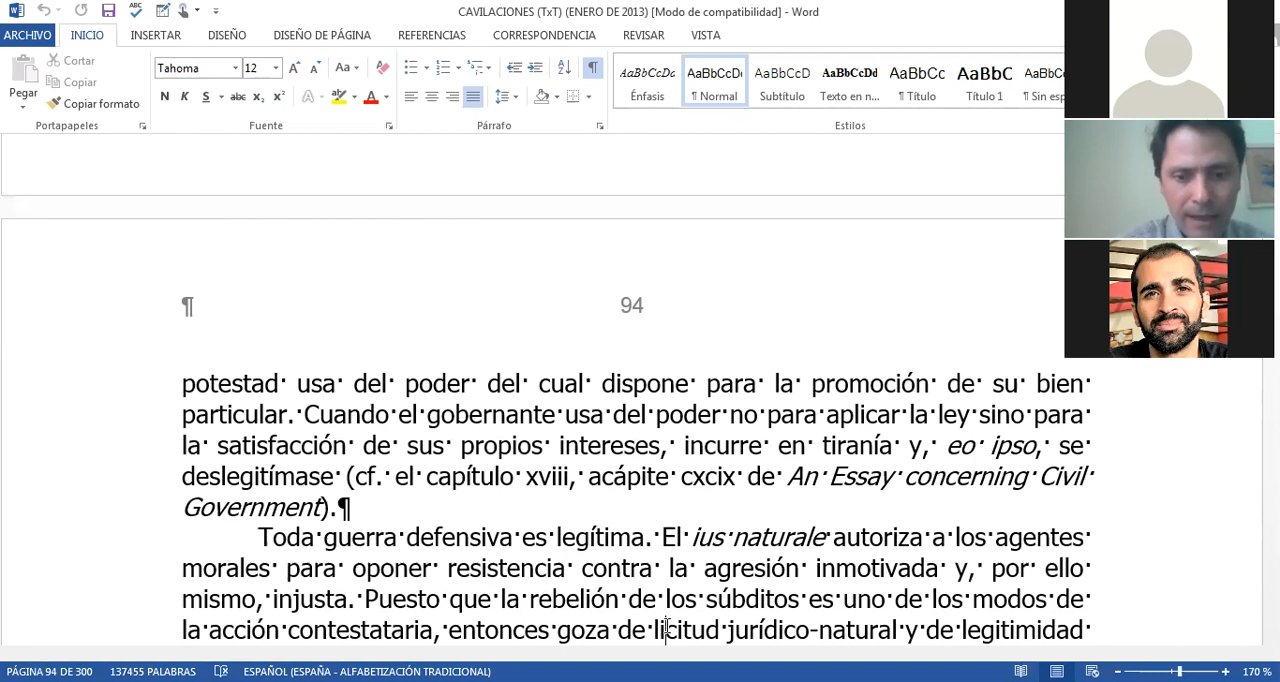 CAVILACIONES (TxT) (ENERO DE 2013) [Modo de compatibilidad] - Word
ARCHIVO INICIO INSERTAR DISEÑO DISEÑO DE PÁGINA REFERENCIAS CORRESPONDENCIA REVISAR VISTA
Pegar
Cortar
Copiar
Copiar formato
Portapapeles
Tahoma 12
Fuente
Párrafo
AaBbCcDc AaBbCcDc AaBbCcD AaBbCcDd AaBbCc AaBbC AaBbCc
Énfasis ¶ Normal Subtítulo Texto en n... ¶ Título Título 1 ¶ Sin esp
Estilos
¶ 94
potestad usa del poder del cual dispone para la promoción de su bien
particular. Cuando el gobernante usa del poder no para aplicar la ley sino para
la satisfacción de sus propios intereses, incurre en tiranía y, eo ipso, se
deslegitímase (cf. el capítulo xviii, acápite cxcix de An Essay concerning Civil
Government).¶
Toda guerra defensiva es legítima. El ius naturale autoriza a los agentes
morales para oponer resistencia contra la agresión inmotivada y, por ello
mismo, injusta. Puesto que la rebelión de los súbditos es uno de los modos de
la acción contestataria, entonces goza de licitud jurídico-natural y de legitimidad
PÁGINA 94 DE 300 137455 PALABRAS ESPAÑOL (ESPAÑA - ALFABETIZACIÓN TRADICIONAL) 170 %